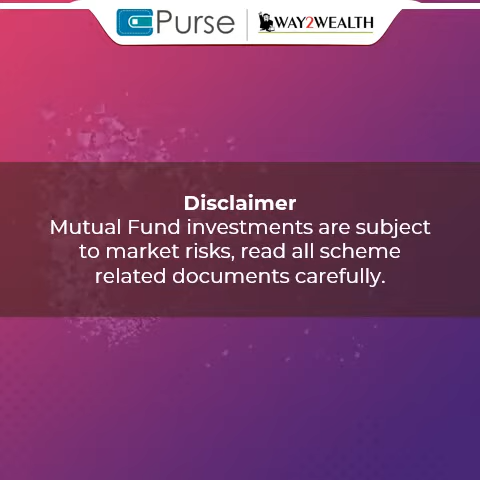 Purse
WAY2WEALTH
Disclaimer
Mutual Fund investments are subject
to market risks, read all scheme
related documents carefully.